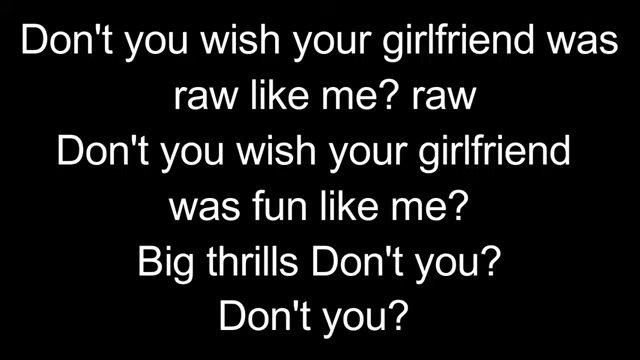 Don't you wish your girlfriend was
raw like me? raw
Don't you wish your girlfriend
was fun like me?
Big thrills Don't you?
Don't you?